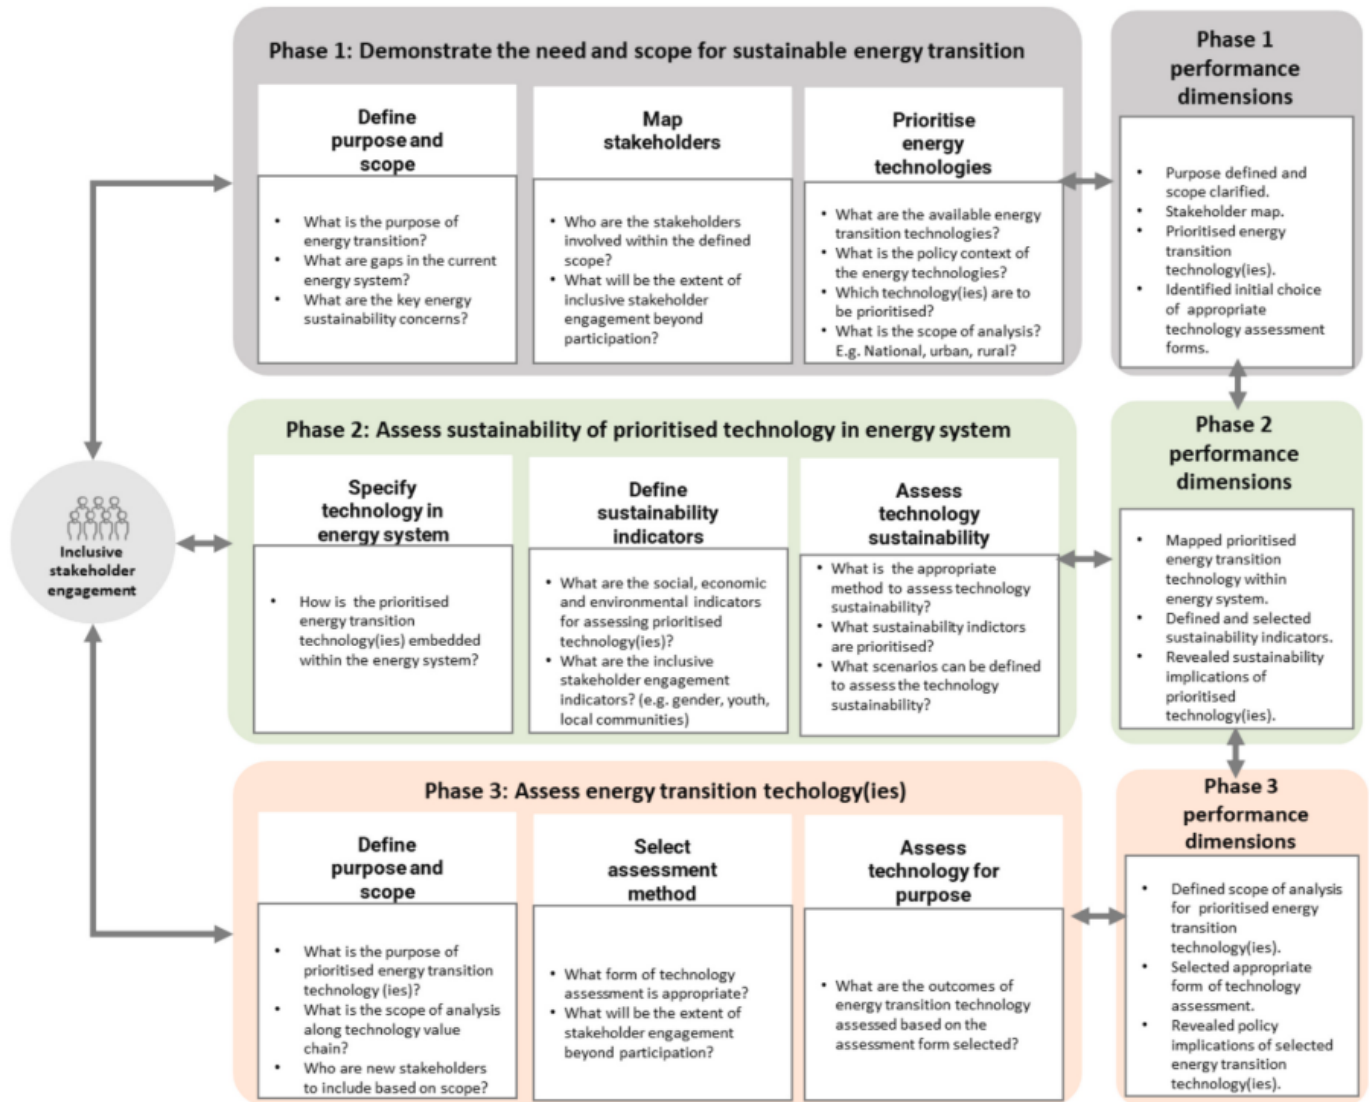 Phase 1: Demonstrate the need and scope for sustainable energy transition
Define
purpose and
scope
• What is the purpose of
energy transition?
• What are gaps in the current
energy system?
• What are the key energy
sustainability concerns?
Map
stakeholders
• Who are the stakeholders
involved within the defined
scope?
• What will be the extent of
inclusive stakeholder
engagement beyond
participation?
Prioritise
energy
technologies
• What are the available energy
transition technologies?
• What is the policy context of
the energy technologies?
• Which technology(ies) are to
be prioritised?
• What is the scope of analysis?
E.g. National, urban, rural?
Phase 1
performance
dimensions
• Purpose defined and
scope clarified.
• Stakeholder map.
• Prioritised energy
transition
technology(ies).
• Identified initial choice
of appropriate
technology assessment
forms.
Inclusive
stakeholder
engagement
Phase 2: Assess sustainability of prioritised technology in energy system
Specify
technology in
energy system
• How is the prioritised
energy transition
technology(ies) embedded
within the energy system?
Define
sustainability
indicators
• What are the social, economic
and environmental indicators
for assessing prioritised
technology(ies)?
• What are the inclusive
stakeholder engagement
indicators? (e.g. gender, youth,
local communities)
Assess
technology
sustainability
• What is the appropriate
method to assess technology
sustainability?
• What sustainability indictors
are prioritised?
• What scenarios can be defined
to assess the technology
sustainability?
Phase 2
performance
dimensions
• Mapped prioritised
energy transition
technology within
energy system.
• Defined and selected
sustainability indicators.
• Revealed sustainability
implications of
prioritised
technology(ies).
Phase 3: Assess energy transition techology(ies)
Define
purpose and
scope
• What is the purpose of
prioritised energy transition
technology (ies)?
• What is the scope of analysis
along technology value
chain?
• Who are new stakeholders
to include based on scope?
Select
assessment
method
• What form of technology
assessment is appropriate?
• What will be the extent of
stakeholder engagement
beyond participation?
Assess
technology for
purpose
• What are the outcomes of
energy transition technology
assessed based on the
assessment form selected?
Phase 3
performance
dimensions
• Defined scope of analysis
for prioritised energy
transition
technology(ies).
• Selected appropriate
form of technology
assessment.
• Revealed policy
implications of selected
energy transition
technology(ies).